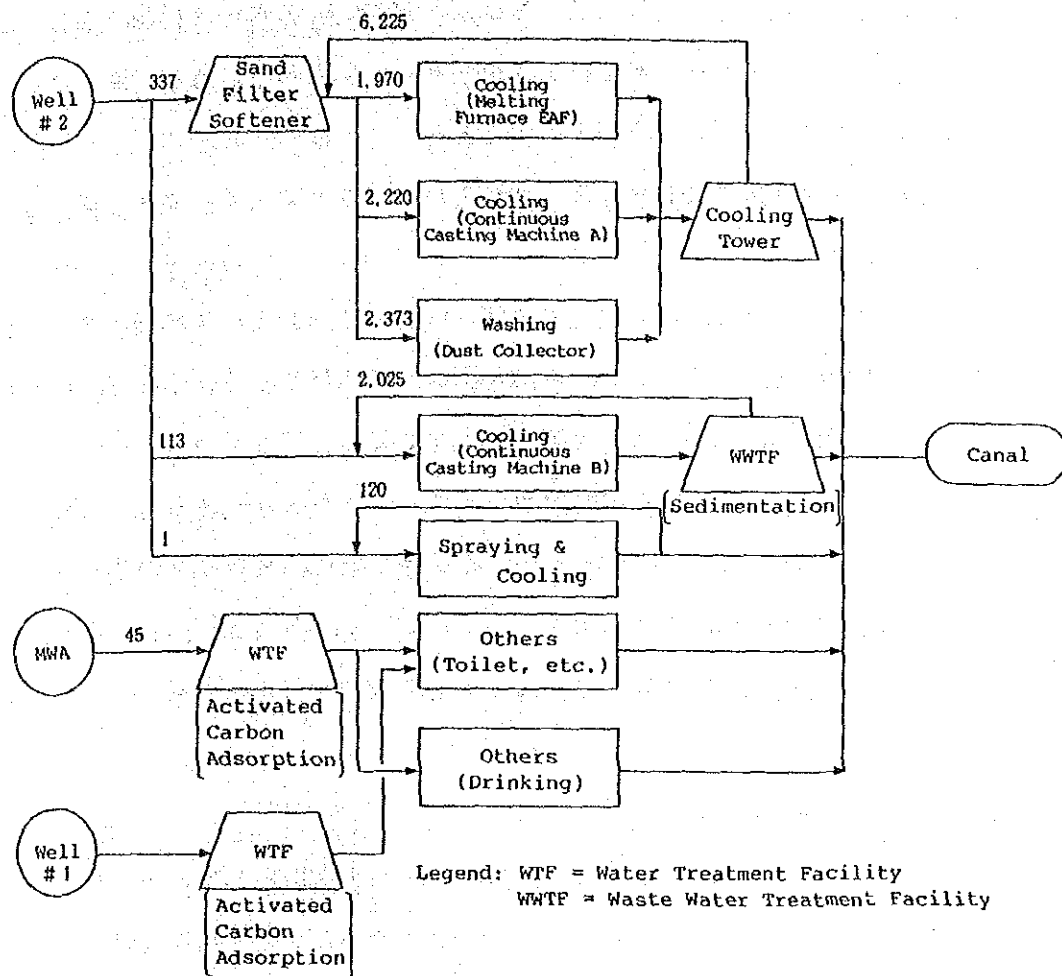 6,225
337
Well
#2
Sand
Filter
Softener
1,970
Cooling
(Melting
Furnace EAF)
2,220
Cooling
(Continuous
Casting Machine A)
Cooling
Tower
2,373
Washing
(Dust Collector)
2,025
113
Cooling
(Continuous
Casting Machine B)
WWTF
(Sedimentation)
Canal
120
1
Spraying &
Cooling
MWA
45
WTF
(Activated
Carbon
Adsorption)
Others
(Toilet, etc.)
Others
(Drinking)
Well
#1
WTF
(Activated
Carbon
Adsorption)
Legend: WTF = Water Treatment Facility
WWTF = Waste Water Treatment Facility